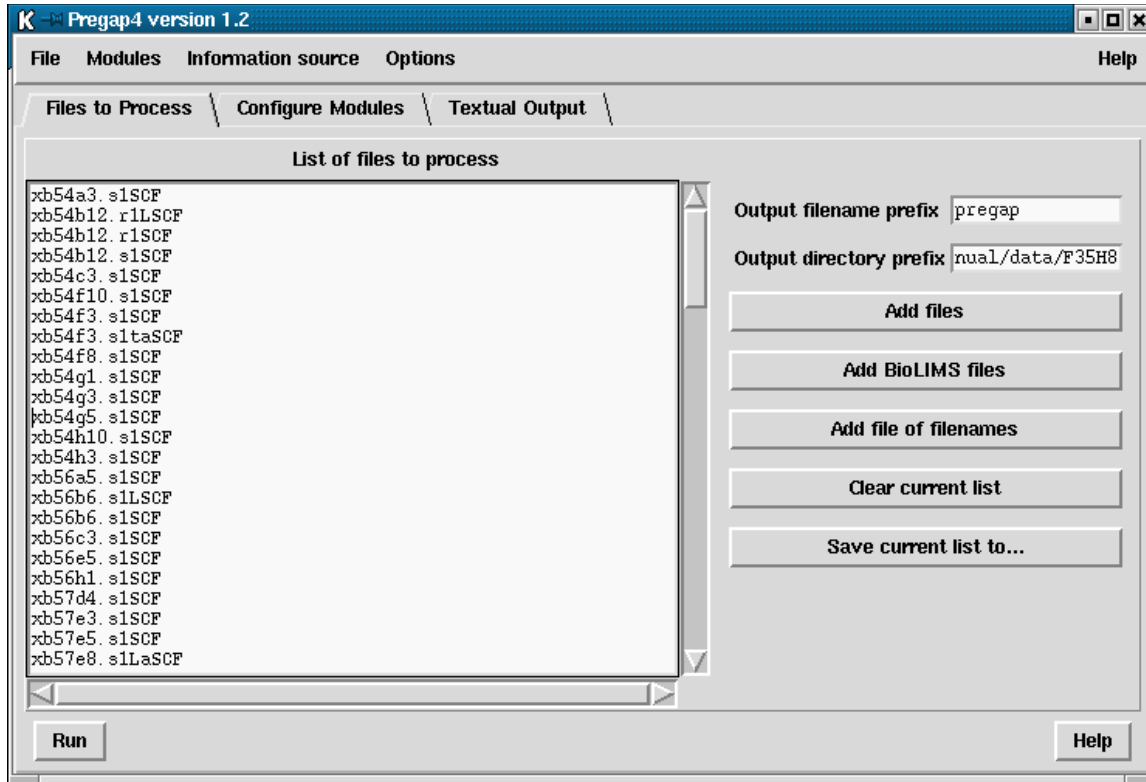 Pregap4 version 1.2
File Modules Information source Options Help
Files to Process Configure Modules Textual Output
List of files to process
xb54a3.s1SCF
xb54b12.r1LSCF
xb54b12.r1SCF
xb54b12.s1SCF
xb54c3.s1SCF
xb54f10.s1SCF
xb54f3.s1SCF
xb54f3.s1taSCF
xb54f8.s1SCF
xb54g1.s1SCF
xb54g3.s1SCF
xb54g5.s1SCF
xb54h10.s1SCF
xb54h3.s1SCF
xb56a5.s1SCF
xb56b6.s1LSCF
xb56b6.s1SCF
xb56c3.s1SCF
xb56e5.s1SCF
xb56h1.s1SCF
xb57d4.s1SCF
xb57e3.s1SCF
xb57e5.s1SCF
xb57e8.s1LaSCF
Output filename prefix pregap
Output directory prefix nual/data/F35H8
Add files
Add BioLIMS files
Add file of filenames
Clear current list
Save current list to...
Run Help